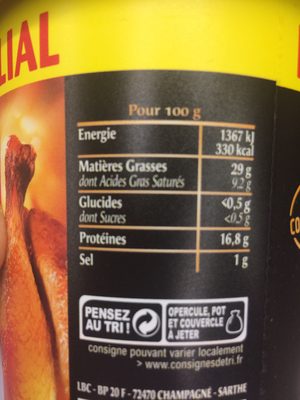 LIAL
Pour 100 g
Energie 1367 kJ
330 kcal
Matières Grasses 29 g
dont Acides Gras Saturés 9,2 g
Glucides <0,5 g
dont Sucres <0,5 g
Protéines 16,8 g
Sel 1 g
PENSEZ
AU TRI !
OPERCULE, POT
ET COUVERCLE
A JETER
consigne pouvant varier localement
> www.consignesdetri.fr
LBC - BP 20 F - 72470 CHAMPAGNE - SARTHE